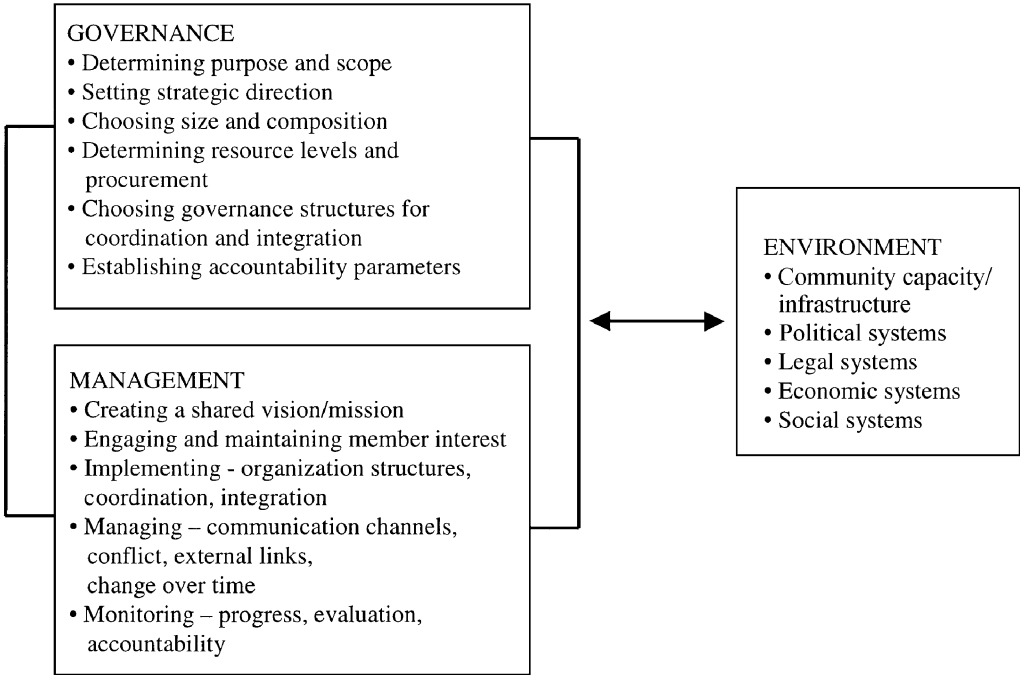 GOVERNANCE
• Determining purpose and scope
• Setting strategic direction
• Choosing size and composition
• Determining resource levels and
procurement
• Choosing governance structures for
coordination and integration
• Establishing accountability parameters
MANAGEMENT
• Creating a shared vision/mission
• Engaging and maintaining member interest
• Implementing - organization structures,
coordination, integration
• Managing – communication channels,
conflict, external links,
change over time
• Monitoring – progress, evaluation,
accountability
ENVIRONMENT
• Community capacity/
infrastructure
• Political systems
• Legal systems
• Economic systems
• Social systems